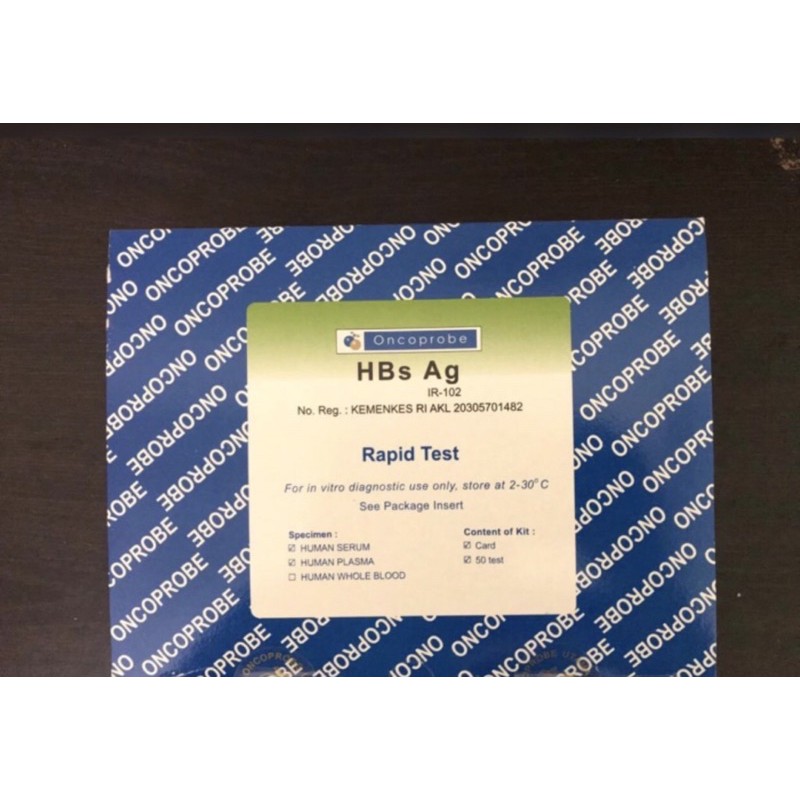 Oncoprobe
HBs Ag
IR-102
No. Reg. : KEMENKES RI AKL 20305701482
Rapid Test
For in vitro diagnostic use only, store at 2-30°C
See Package Insert
Specimen :
☑ HUMAN SERUM
☑ HUMAN PLASMA
☐ HUMAN WHOLE BLOOD
Content of Kit :
☑ Card
☑ 50 test
ONCOPROBE